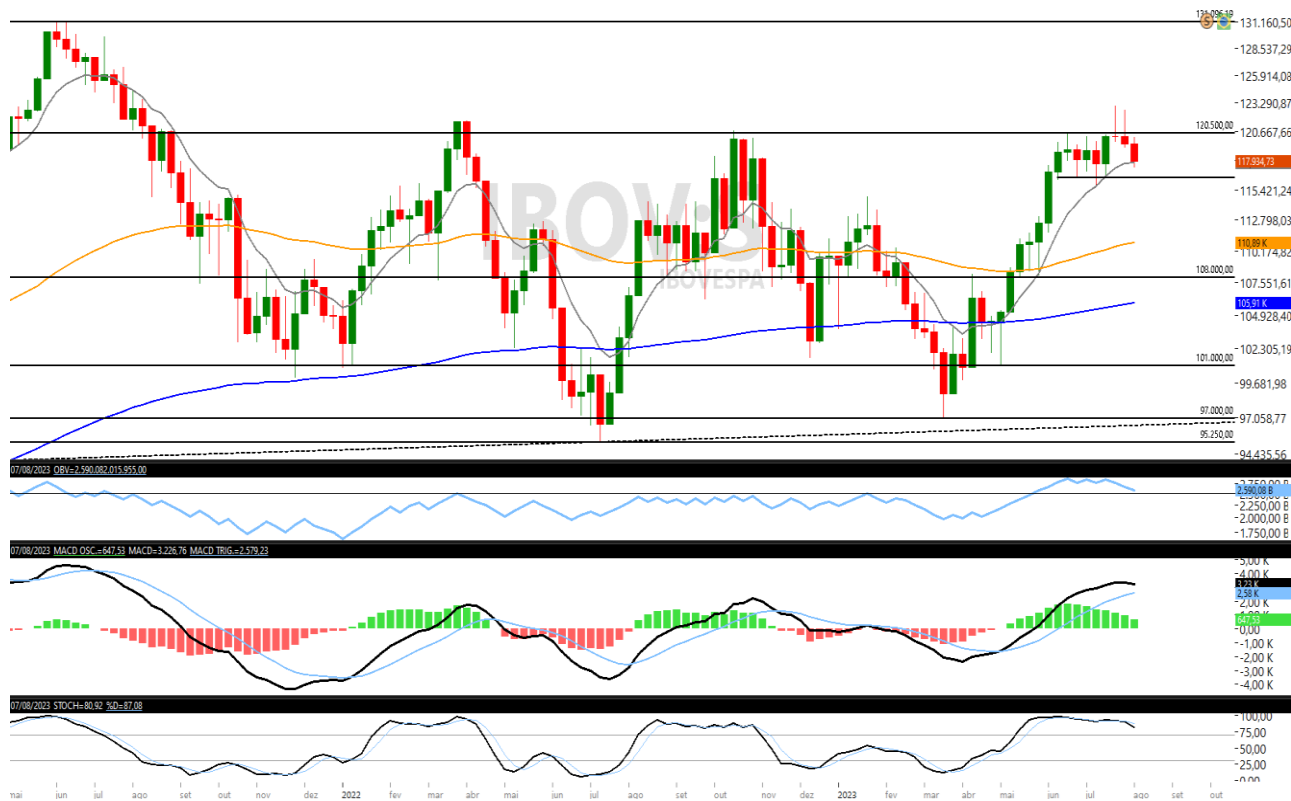 131.096,19
131.160,50
128.537,29
125.914,08
123.290,87
120.500,00
120.667,66
117.934,73
115.421,24
112.798,03
110,89 K
110.174,82
108.000,00
107.551,61
105,91 K
104.928,40
102.305,19
101.000,00
99.681,98
97.000,00
97.058,77
95.250,00
94.435,56
IBOV:S
IBOVESPA
07/08/2023 OBV=2.590.082.015.955,00
2.590,08 B
2.250,00 B
2.000,00 B
1.750,00 B
07/08/2023 MACD OSC.=647,53 MACD=3.226,76 MACD TRIG.=2.579,23
5,00 K
4,00 K
3,23 K
2,58 K
2,00 K
647,53
0,00
-1,00 K
-2,00 K
-3,00 K
-4,00 K
07/08/2023 STOCH=80,92 %D=87,08
100,00
75,00
50,00
25,00
0,00
mai jun jul ago set out nov dez 2022 fev mar abr mai jun jul ago set out nov dez 2023 fev mar abr mai jun jul ago set out